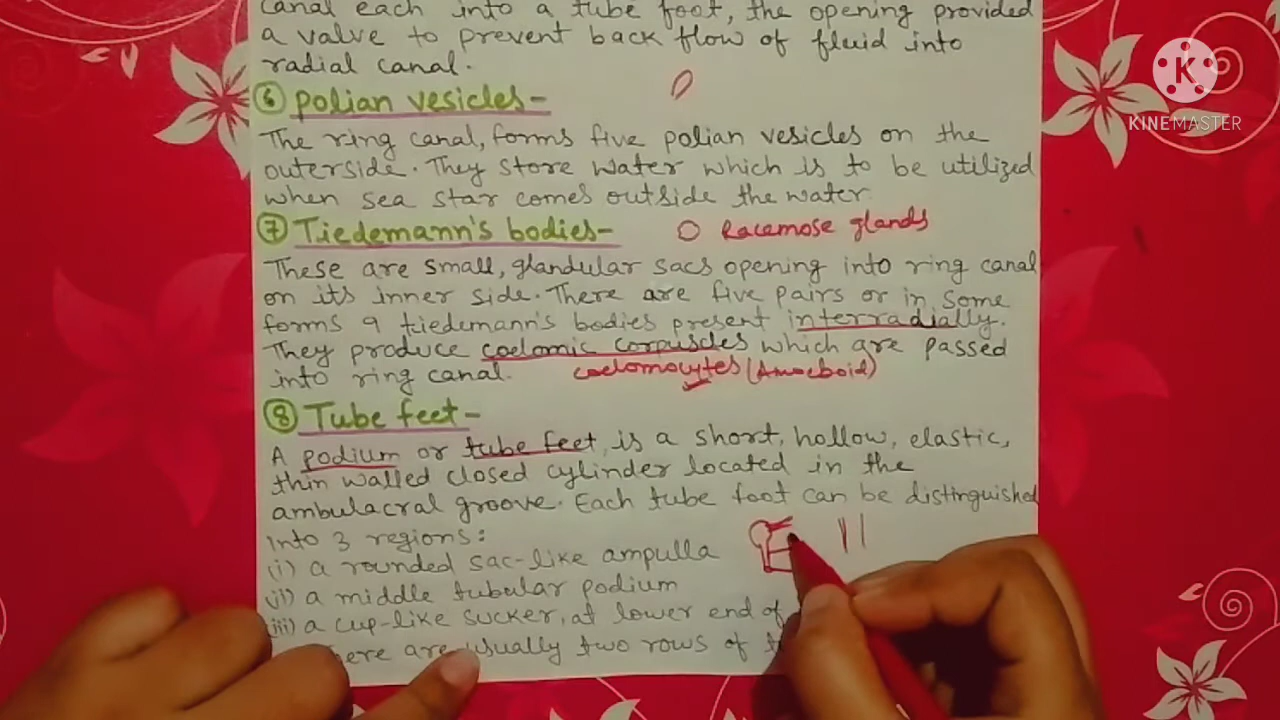 canal each into a tube foot, the opening provided
a valve to prevent back flow of fluid into
radial canal.
⑥ polian vesicles-
The ring canal, forms five polian vesicles on the
outerside. They store water which is to be utilized
when sea star comes outside the water.
⑦ Tiedemann's bodies-
Racemose glands
These are small, glandular sacs opening into ring canal
on its inner side. There are five pairs or in some
forms 9 tiedemann's bodies present interradially.
They produce coelomic corpuscles which are passed
into ring canal.
coelomocytes (Amoeboid)
⑧ Tube feet-
A podium or tube feet, is a short, hollow, elastic,
thin walled closed cylinder located in the
ambulacral groove. Each tube foot can be distinguished
into 3 regions:
(i) a rounded sac-like ampulla
(ii) a middle tubular podium
(iii) a cup-like sucker, at lower end of
are usually two rows of
K
KINEMASTER